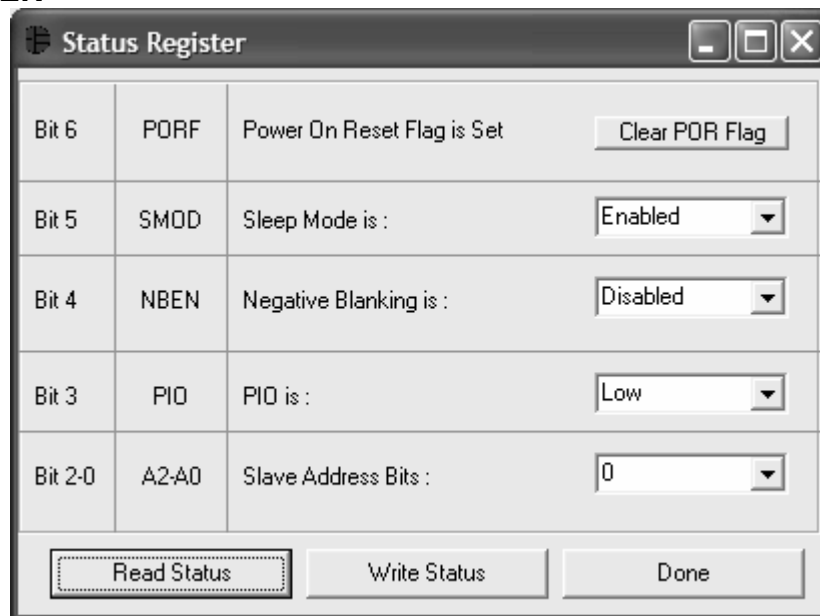 Status Register
Bit 6 PORF Power On Reset Flag is Set Clear POR Flag
Bit 5 SMOD Sleep Mode is : Enabled
Bit 4 NBEN Negative Blanking is : Disabled
Bit 3 PIO PIO is : Low
Bit 2-0 A2-A0 Slave Address Bits : 0
Read Status Write Status Done